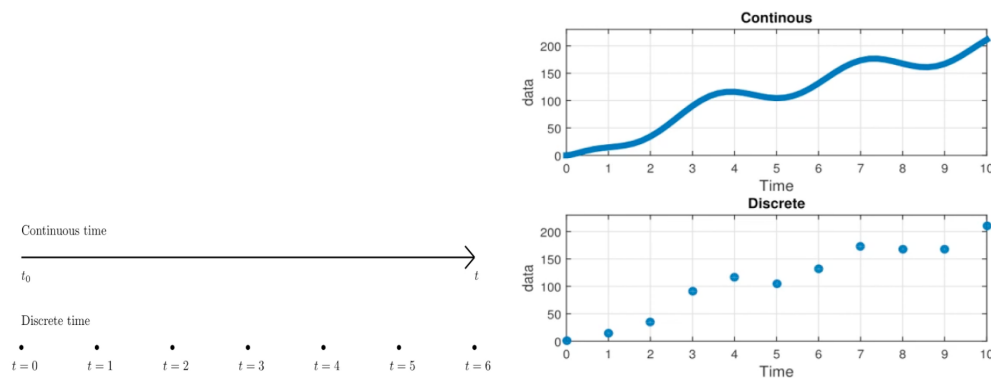 Continuous time
t₀ t
Discrete time
t = 0 t = 1 t = 2 t = 3 t = 4 t = 5 t = 6
Continous
data
200
150
100
50
0
0 1 2 3 4 5 6 7 8 9 10
Time
Discrete
data
200
150
100
50
0
0 1 2 3 4 5 6 7 8 9 10
Time